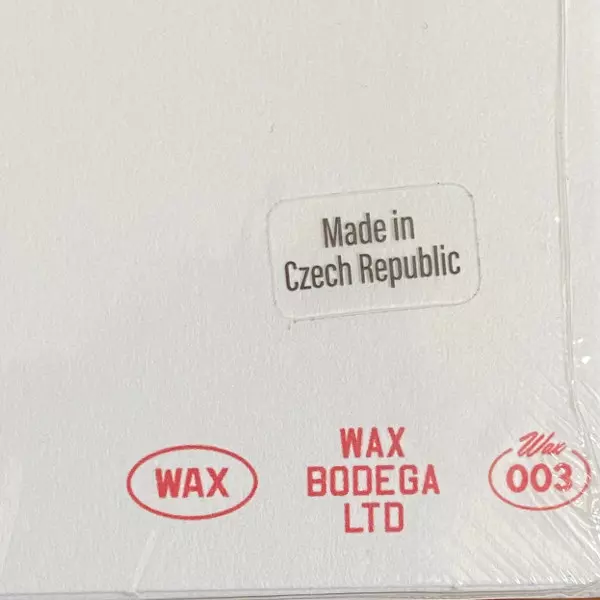 Made in
Czech Republic
WAX
WAX
BODEGA
LTD
Wax
003